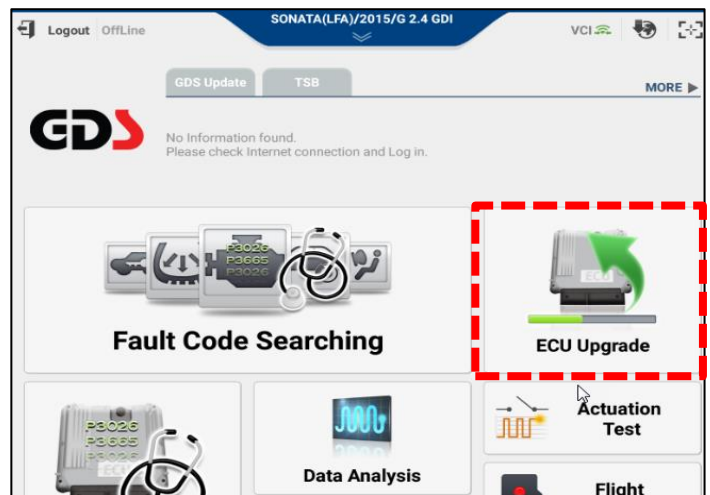 Logout OffLine
SONATA(LFA)/2015/G 2.4 GDI
VCI
GDS Update
TSB
MORE
GDS
No Information found.
Please check Internet connection and Log in.
P3026
P3665
P3026
ECU
Fault Code Searching
ECU Upgrade
P3026
P3665
P3026
ECU
Data Analysis
Actuation
Test
Flight